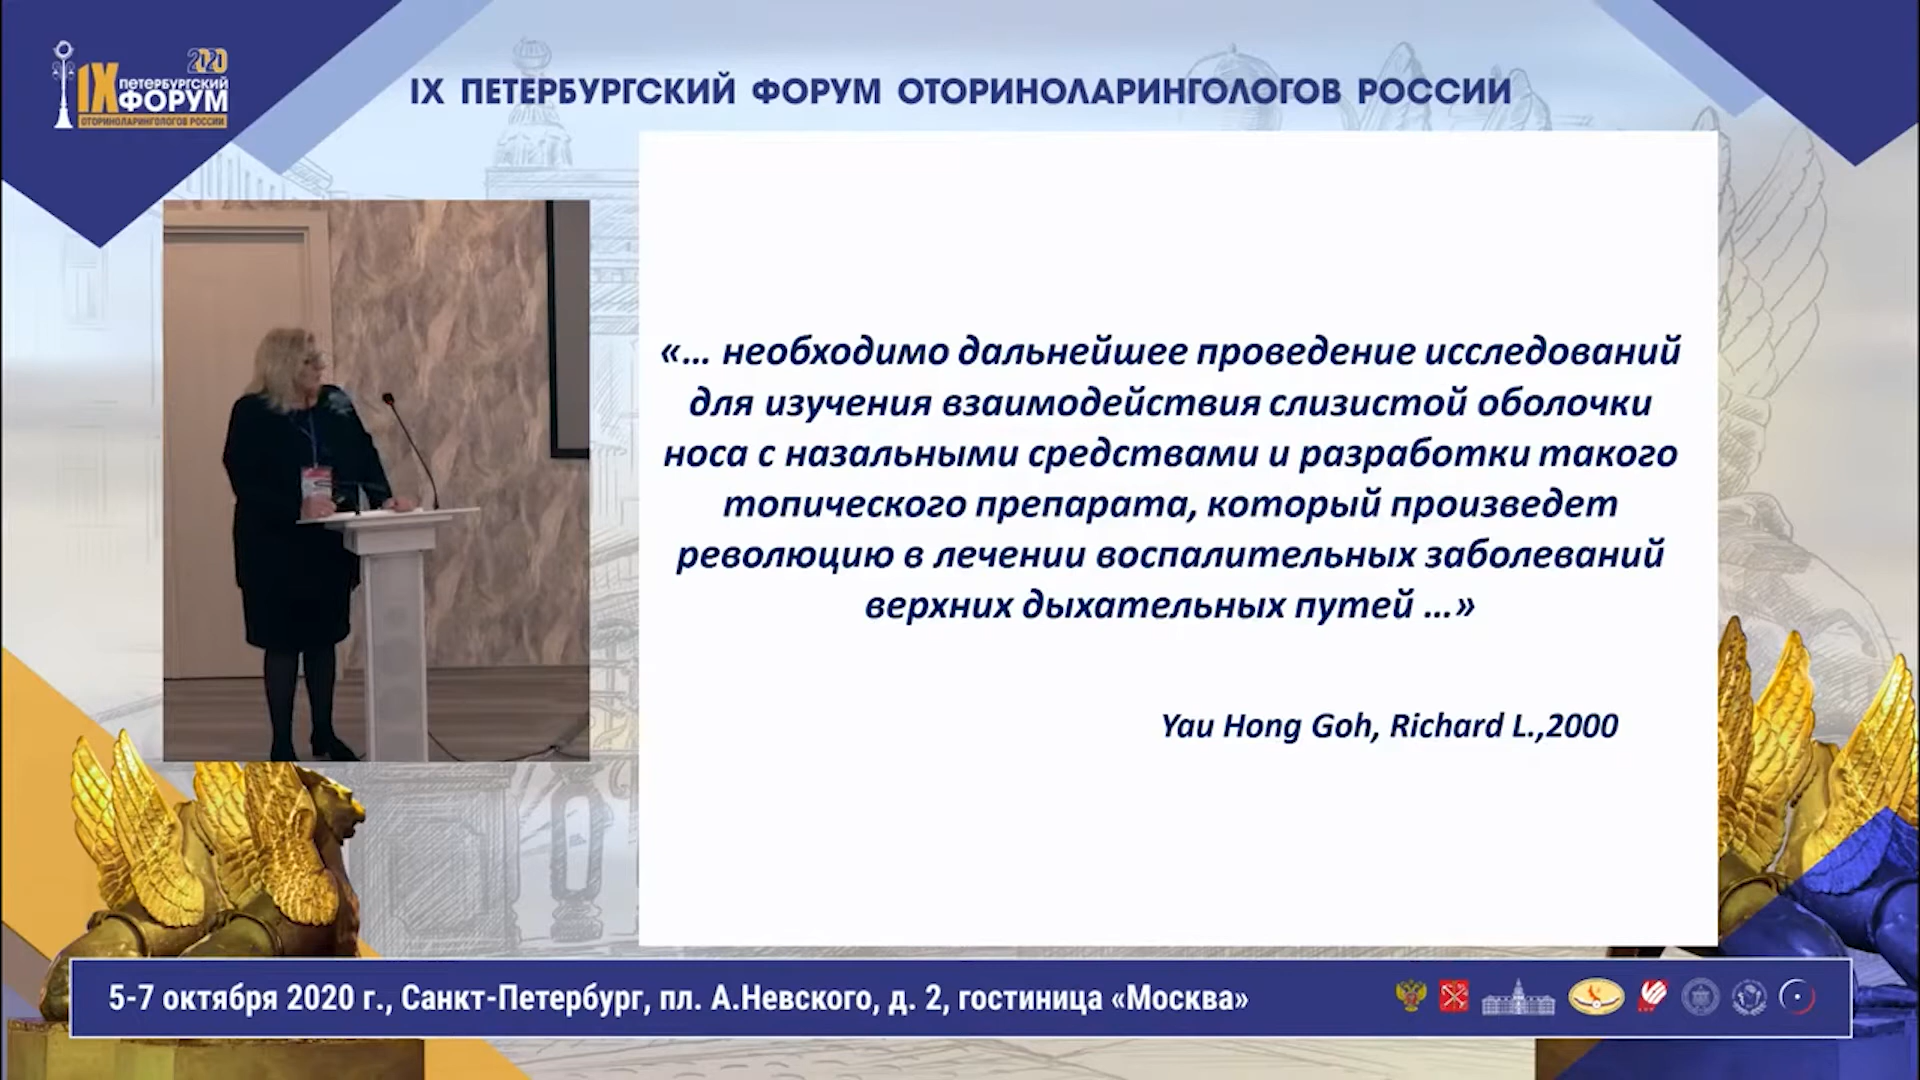 2020
IX ПЕТЕРБУРГСКИЙ
ФОРУМ
ОТОРИНОЛАРИНГОЛОГОВ РОССИИ
IX ПЕТЕРБУРГСКИЙ ФОРУМ ОТОРИНОЛАРИНГОЛОГОВ РОССИИ
«... необходимо дальнейшее проведение исследований
для изучения взаимодействия слизистой оболочки
носа с назальными средствами и разработки такого
топического препарата, который произведет
революцию в лечении воспалительных заболеваний
верхних дыхательных путей ...»
Yau Hong Goh, Richard L.,2000
5-7 октября 2020 г., Санкт-Петербург, пл. А.Невского, д. 2, гостиница «Москва»